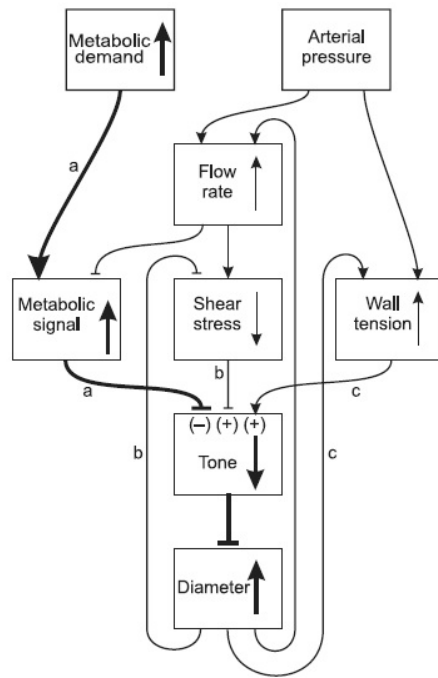 Metabolic
demand
Arterial
pressure
a
Flow
rate
Metabolic
signal
Shear
stress
Wall
tension
a
b
c
(–) (+) (+)
b
Tone
c
Diameter